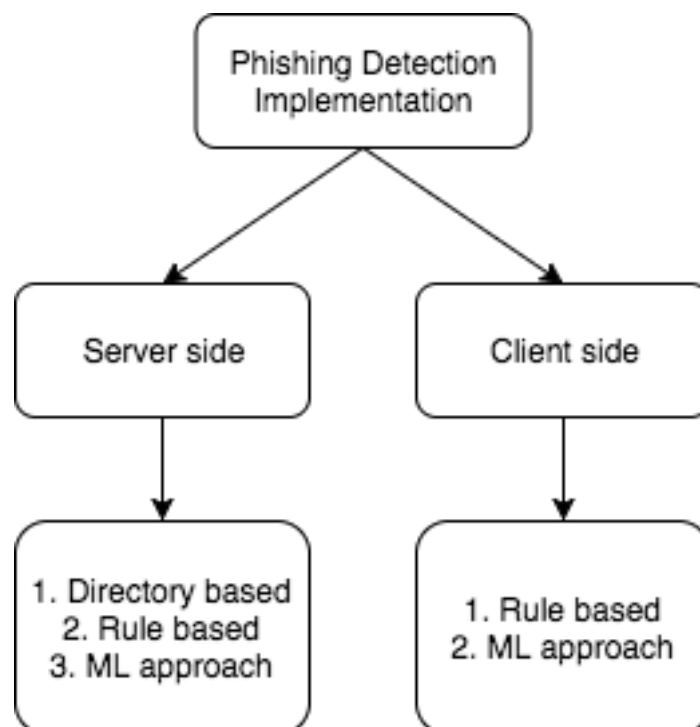 Phishing Detection
Implementation
Server side
Client side
1. Directory based
2. Rule based
3. ML approach
1. Rule based
2. ML approach